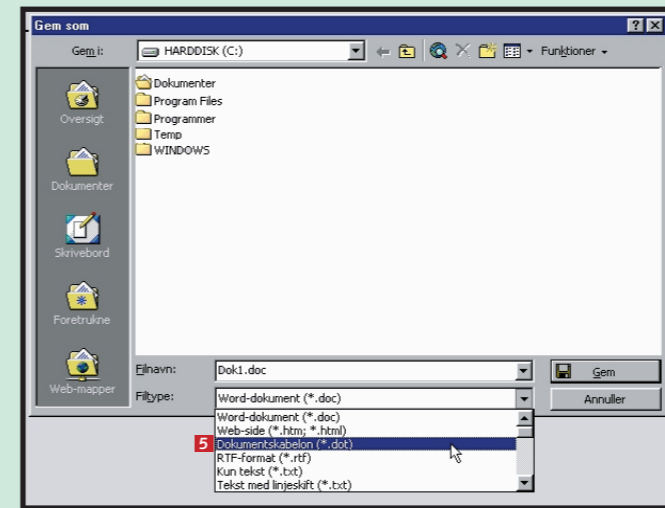 Gem som
Gem i:
HARDDISK (C:)
Funktioner
Oversigt
Dokumenter
Skrivebord
Foretrukne
Web-mapper
Dokumenter
Program Files
Programmer
Temp
WINDOWS
Filnavn:
Dok1.doc
Gem
Filtype:
Word-dokument (*.doc)
Annuller
Word-dokument (*.doc)
Web-side (*.htm; *.html)
5 Dokumentskabelon (*.dot)
RTF-format (*.rtf)
Kun tekst (*.txt)
Tekst med linjeskift (*.txt)